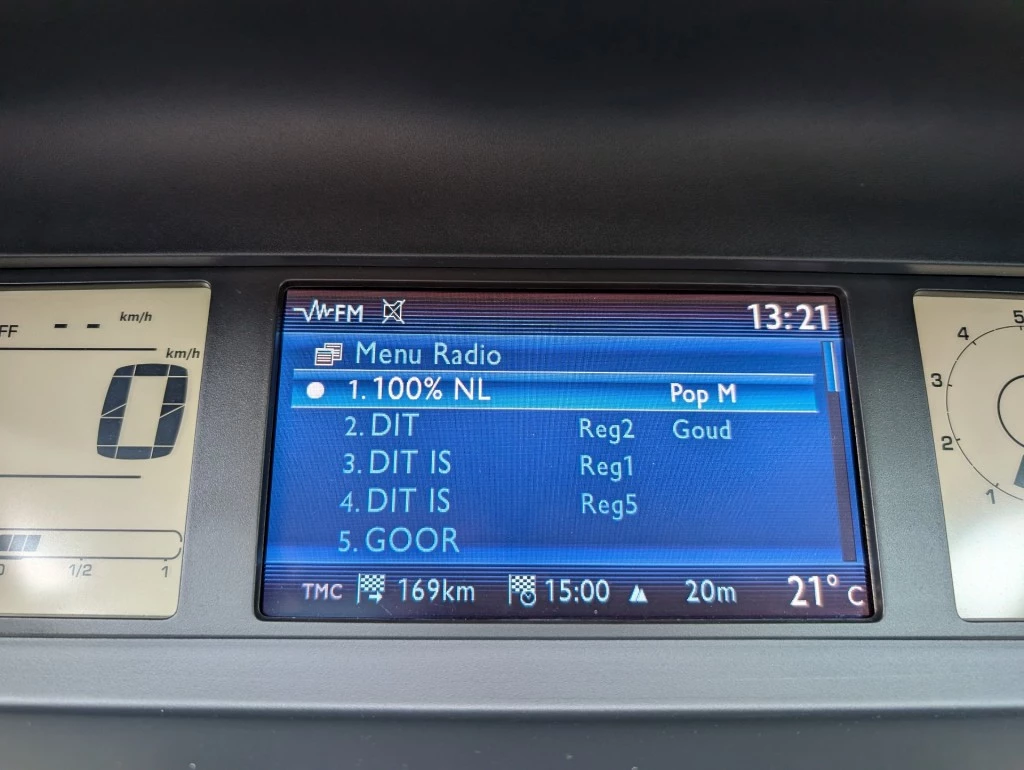 FM 13:21
Menu Radio
1. 100% NL Pop M
2. DIT Reg2 Goud
3. DIT IS Reg1
4. DIT IS Reg5
5. GOOR
TMC 169km 15:00 20m 21° C
FF -- km/h
km/h
0
0 1/2 1
5
4
3
2
1